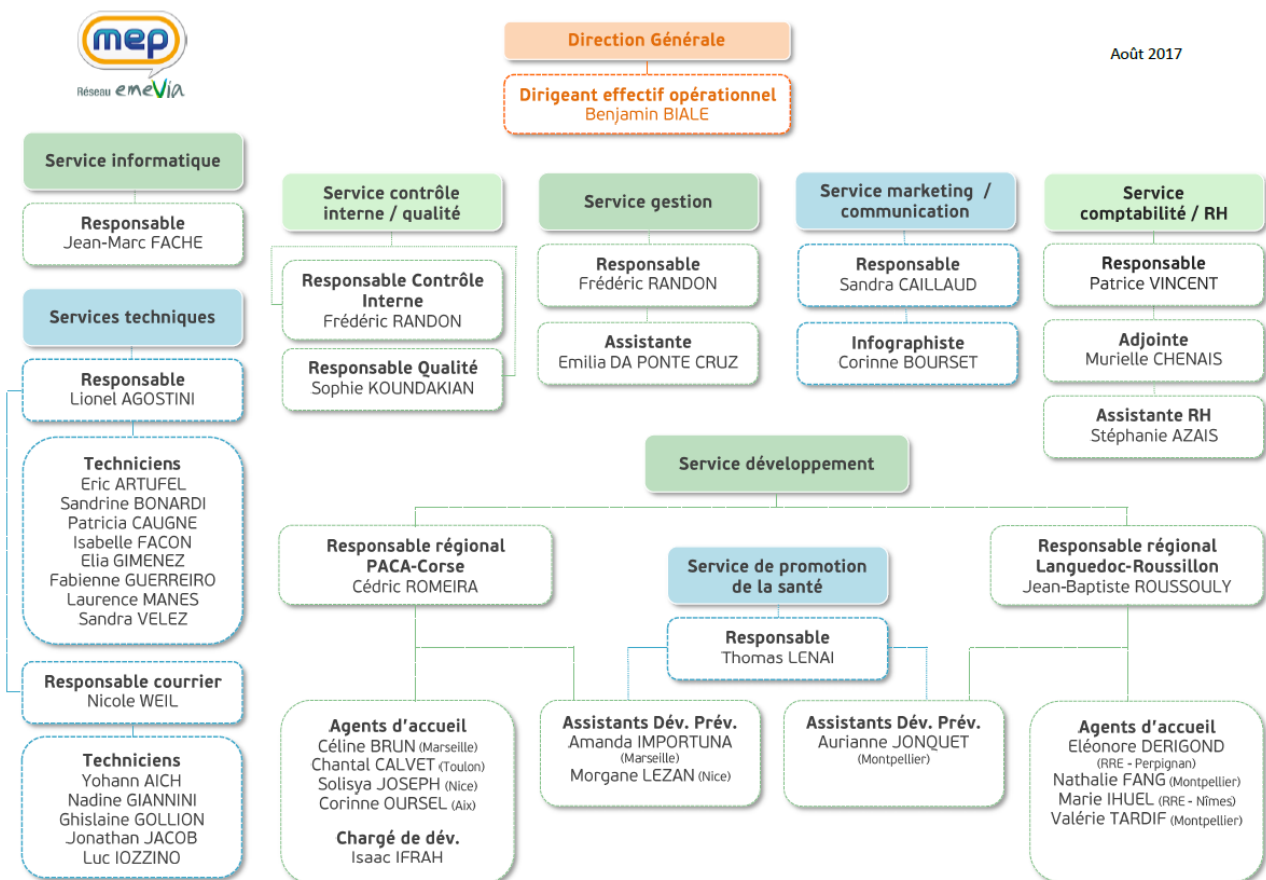 mep
Réseau emeVia
Direction Générale
Août 2017
Dirigeant effectif opérationnel
Benjamin BIALE
Service informatique
Responsable
Jean-Marc FACHE
Services techniques
Responsable
Lionel AGOSTINI
Techniciens
Eric ARTUFEL
Sandrine BONARDI
Patricia CAUGNE
Isabelle FACON
Elia GIMENEZ
Fabienne GUERREIRO
Laurence MANES
Sandra VELEZ
Responsable courrier
Nicole WEIL
Techniciens
Yohann AICH
Nadine GIANNINI
Ghislaine GOLLION
Jonathan JACOB
Luc IOZZINO
Service contrôle
interne / qualité
Responsable Contrôle
Interne
Frédéric RANDON
Responsable Qualité
Sophie KOUNDAKIAN
Service gestion
Responsable
Frédéric RANDON
Assistante
Emilia DA PONTE CRUZ
Service marketing /
communication
Responsable
Sandra CAILLAUD
Infographiste
Corinne BOURSET
Service
comptabilité / RH
Responsable
Patrice VINCENT
Adjointe
Murielle CHENAIS
Assistante RH
Stéphanie AZAIS
Service développement
Responsable régional
PACA-Corse
Cédric ROMEIRA
Service de promotion
de la santé
Responsable
Thomas LENAI
Responsable régional
Languedoc-Roussillon
Jean-Baptiste ROUSSOULY
Agents d'accueil
Céline BRUN (Marseille)
Chantal CALVET (Toulon)
Solisya JOSEPH (Nice)
Corinne OURSEL (Aix)
Chargé de dév.
Isaac IFRAH
Assistants Dév. Prév.
Amanda IMPORTUNA
(Marseille)
Morgane LEZAN (Nice)
Assistants Dév. Prév.
Aurianne JONQUET
(Montpellier)
Agents d'accueil
Eléonore DERIGOND
(RRE - Perpignan)
Nathalie FANG (Montpellier)
Marie IHUEL (RRE - Nîmes)
Valérie TARDIF (Montpellier)